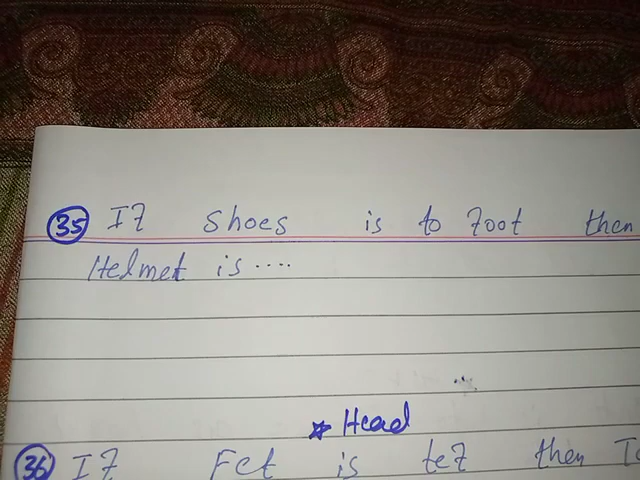 35 If Shoes is to foot then
Helmet is ....
* Head
36 If Fet is tef then